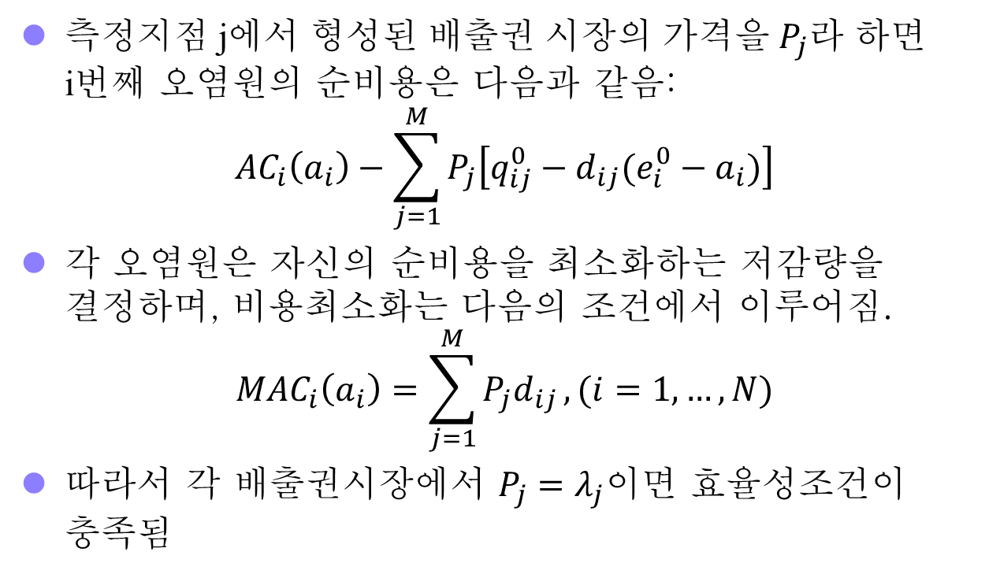 ● 측정지점 j에서 형성된 배출권 시장의 가격을 $P_j$라 하면
i번째 오염원의 순비용은 다음과 같음:
$AC_i(a_i) - \sum_{j=1}^{M} P_j[q_{ij}^0 - d_{ij}(e_i^0 - a_i)]$
● 각 오염원은 자신의 순비용을 최소화하는 저감량을
결정하며, 비용최소화는 다음의 조건에서 이루어짐.
$MAC_i(a_i) = \sum_{j=1}^{M} P_j d_{ij}, (i = 1, \ldots, N)$
● 따라서 각 배출권시장에서 $P_j = \lambda_j$이면 효율성조건이
충족됨